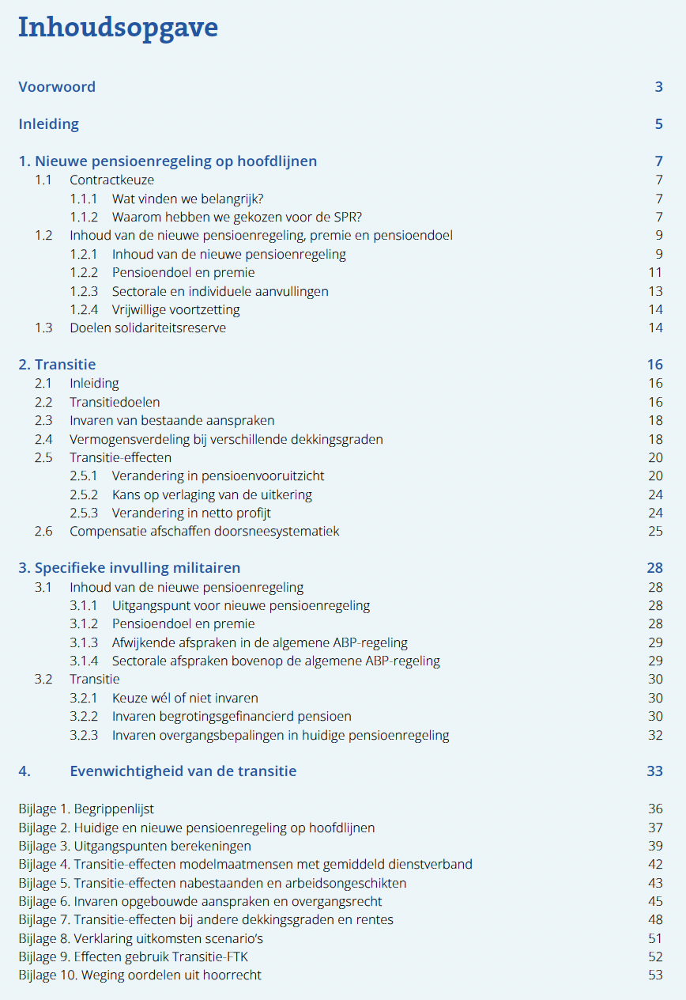 Inhoudsopgave
Voorwoord 3
Inleiding 5
1. Nieuwe pensioenregeling op hoofdlijnen 7
1.1 Contractkeuze 7
1.1.1 Wat vinden we belangrijk? 7
1.1.2 Waarom hebben we gekozen voor de SPR? 7
1.2 Inhoud van de nieuwe pensioenregeling, premie en pensioendoel 9
1.2.1 Inhoud van de nieuwe pensioenregeling 9
1.2.2 Pensioendoel en premie 11
1.2.3 Sectorale en individuele aanvullingen 13
1.2.4 Vrijwillige voortzetting 14
1.3 Doelen solidariteitsreserve 14
2. Transitie 16
2.1 Inleiding 16
2.2 Transitiedoelen 16
2.3 Invaren van bestaande aanspraken 18
2.4 Vermogensverdeling bij verschillende dekkingsgraden 18
2.5 Transitie-effecten 20
2.5.1 Verandering in pensioenvooruitzicht 20
2.5.2 Kans op verlaging van de uitkering 24
2.5.3 Verandering in netto profijt 24
2.6 Compensatie afschaffen doorsneesystematiek 25
3. Specifieke invulling militairen 28
3.1 Inhoud van de nieuwe pensioenregeling 28
3.1.1 Uitgangspunt voor nieuwe pensioenregeling 28
3.1.2 Pensioendoel en premie 28
3.1.3 Afwijkende afspraken in de algemene ABP-regeling 29
3.1.4 Sectorale afspraken bovenop de algemene ABP-regeling 29
3.2 Transitie 30
3.2.1 Keuze wél of niet invaren 30
3.2.2 Invaren begrotingsgefinancierd pensioen 30
3.2.3 Invaren overgangsbepalingen in huidige pensioenregeling 32
4. Evenwichtigheid van de transitie 33
Bijlage 1. Begrippenlijst 36
Bijlage 2. Huidige en nieuwe pensioenregeling op hoofdlijnen 37
Bijlage 3. Uitgangspunten berekeningen 39
Bijlage 4. Transitie-effecten modelmaatmensen met gemiddeld dienstverband 42
Bijlage 5. Transitie-effecten nabestaanden en arbeidsongeschikten 43
Bijlage 6. Invaren opgebouwde aanspraken en overgangsrecht 45
Bijlage 7. Transitie-effecten bij andere dekkingsgraden en rentes 48
Bijlage 8. Verklaring uitkomsten scenario's 51
Bijlage 9. Effecten gebruik Transitie-FTK 52
Bijlage 10. Weging oordelen uit hoorrecht 53